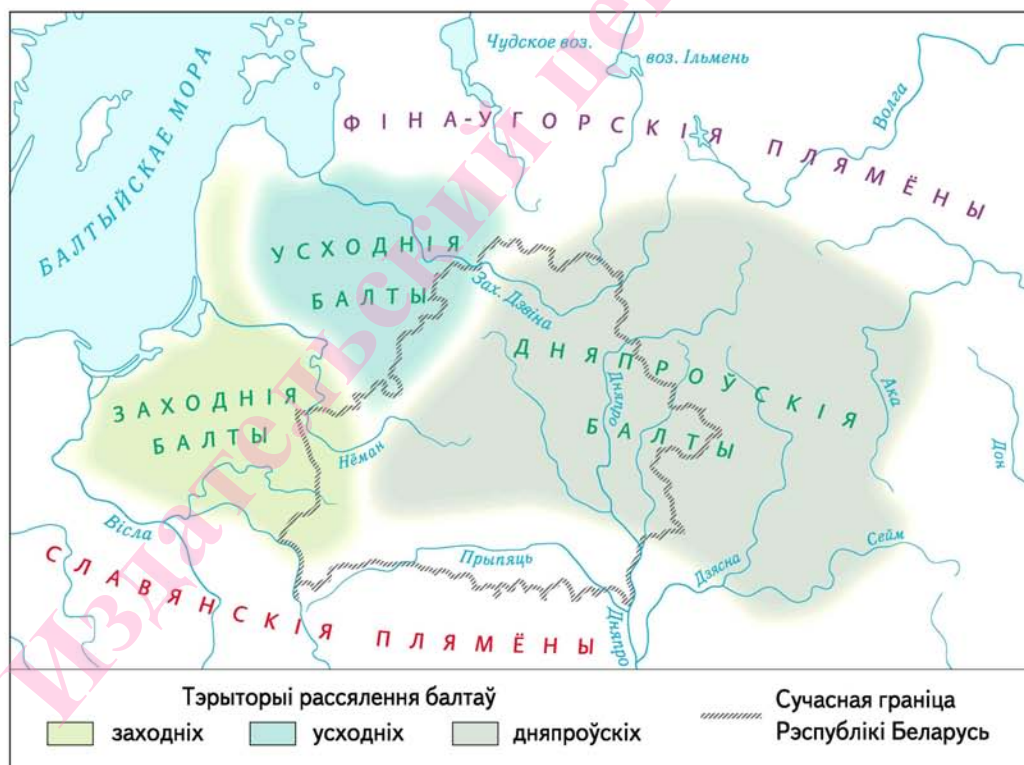 Чудское воз.
воз. Ільмень
Волга
БАЛТЫЙСКАЕ МОРА
ФІНА-УГОРСКІЯ ПЛЯМЁНЫ
УСХОДНІЯ
БАЛТЫ
Зах. Дзвіна
ДНЯПРОЎСКІЯ
БАЛТЫ
Дняпро
Ака
Дон
ЗАХОДНІЯ
БАЛТЫ
Нёман
Вісла
Прыпяць
Дзясна
Сейм
СЛАВЯНСКІЯ ПЛЯМЁНЫ
Дняпро
Издательский
Тэрыторыі рассялення балтаў
заходніх
усходніх
дняпроўскіх
Сучасная граніца
Рэспублікі Беларусь